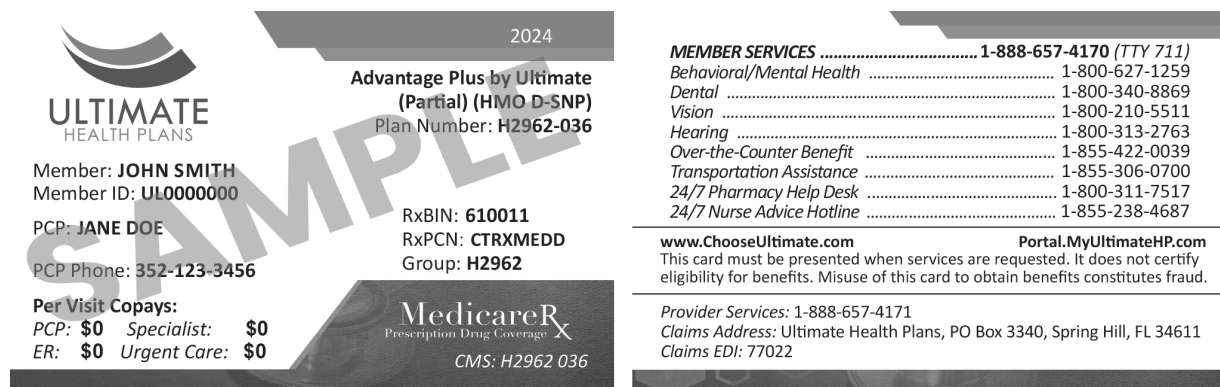 ULTIMATE
HEALTH PLANS
2024
Advantage Plus by Ultimate
(Partial) (HMO D-SNP)
Plan Number: H2962-036
SAMPLE
Member: JOHN SMITH
Member ID: UL0000000
PCP: JANE DOE
PCP Phone: 352-123-3456
RxBIN: 610011
RxPCN: CTRXMEDD
Group: H2962
Per Visit Copays:
PCP: $0 Specialist: $0
ER: $0 Urgent Care: $0
MedicareRx
Prescription Drug Coverage
CMS: H2962 036
MEMBER SERVICES ................................ 1-888-657-4170 (TTY 711)
Behavioral/Mental Health ................................ 1-800-627-1259
Dental ................................ 1-800-340-8869
Vision ................................ 1-800-210-5511
Hearing ................................ 1-800-313-2763
Over-the-Counter Benefit ................................ 1-855-422-0039
Transportation Assistance ................................ 1-855-306-0700
24/7 Pharmacy Help Desk ................................ 1-800-311-7517
24/7 Nurse Advice Hotline ................................ 1-855-238-4687
www.ChooseUltimate.com Portal.MyUltimateHP.com
This card must be presented when services are requested. It does not certify
eligibility for benefits. Misuse of this card to obtain benefits constitutes fraud.
Provider Services: 1-888-657-4171
Claims Address: Ultimate Health Plans, PO Box 3340, Spring Hill, FL 34611
Claims EDI: 77022